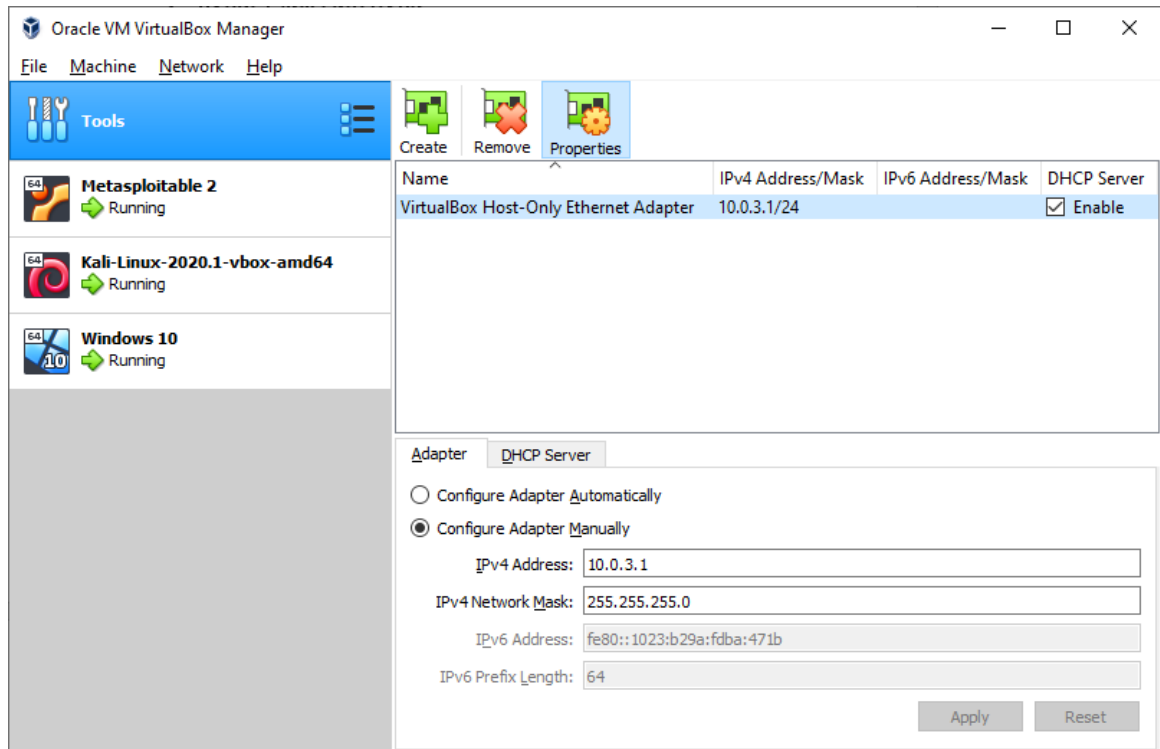 Oracle VM VirtualBox Manager
File Machine Network Help
Tools
64 Metasploitable 2
Running
64 Kali-Linux-2020.1-vbox-amd64
Running
64 10 Windows 10
Running
Create Remove Properties
Name IPv4 Address/Mask IPv6 Address/Mask DHCP Server
VirtualBox Host-Only Ethernet Adapter 10.0.3.1/24 Enable
Adapter DHCP Server
Configure Adapter Automatically
Configure Adapter Manually
IPv4 Address: 10.0.3.1
IPv4 Network Mask: 255.255.255.0
IPv6 Address: fe80::1023:b29a:fdba:471b
IPv6 Prefix Length: 64
Apply Reset